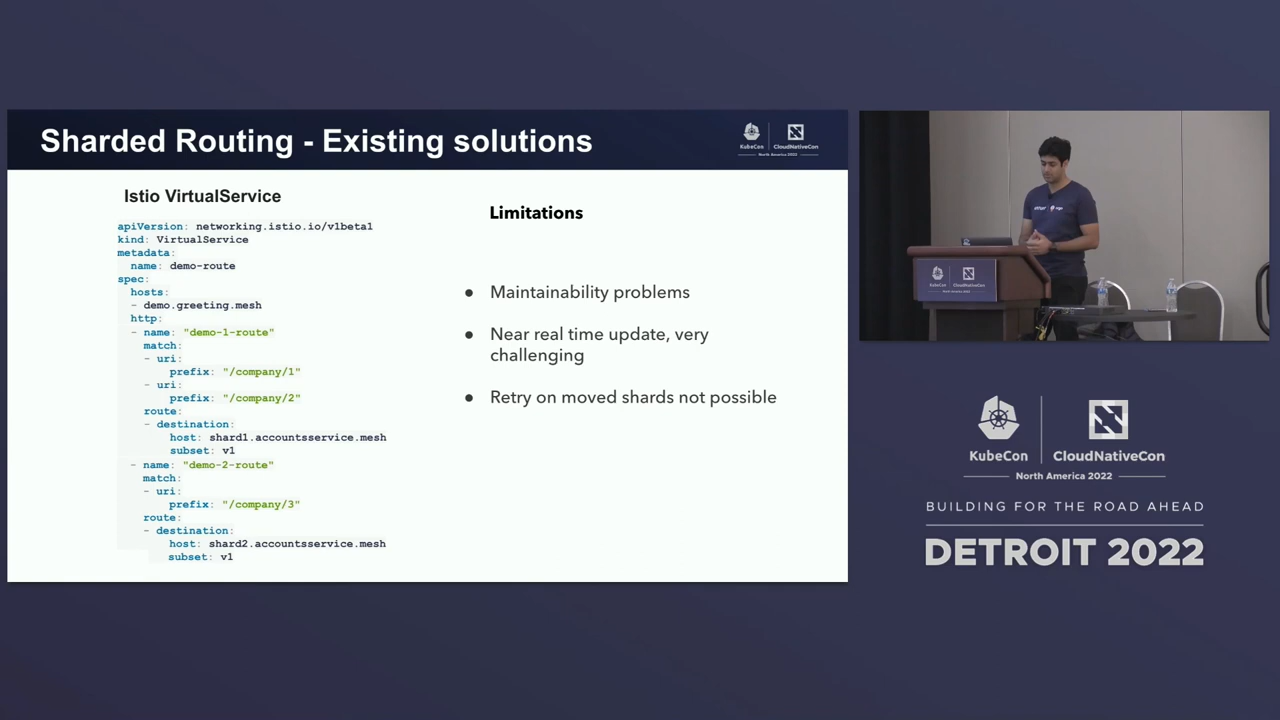 Sharded Routing - Existing solutions
KubeCon
CloudNativeCon
North America 2022
Istio VirtualService
apiVersion: networking.istio.io/v1beta1
kind: VirtualService
metadata:
name: demo-route
spec:
hosts:
- demo.greeting.mesh
http:
- name: "demo-1-route"
match:
- uri:
prefix: "/company/1"
- uri:
prefix: "/company/2"
route:
- destination:
host: shard1.accountsservice.mesh
subset: v1
- name: "demo-2-route"
match:
- uri:
prefix: "/company/3"
route:
- destination:
host: shard2.accountsservice.mesh
subset: v1
Limitations
● Maintainability problems
● Near real time update, very
challenging
● Retry on moved shards not possible
KubeCon
CloudNativeCon
North America 2022
BUILDING FOR THE ROAD AHEAD
DETROIT 2022